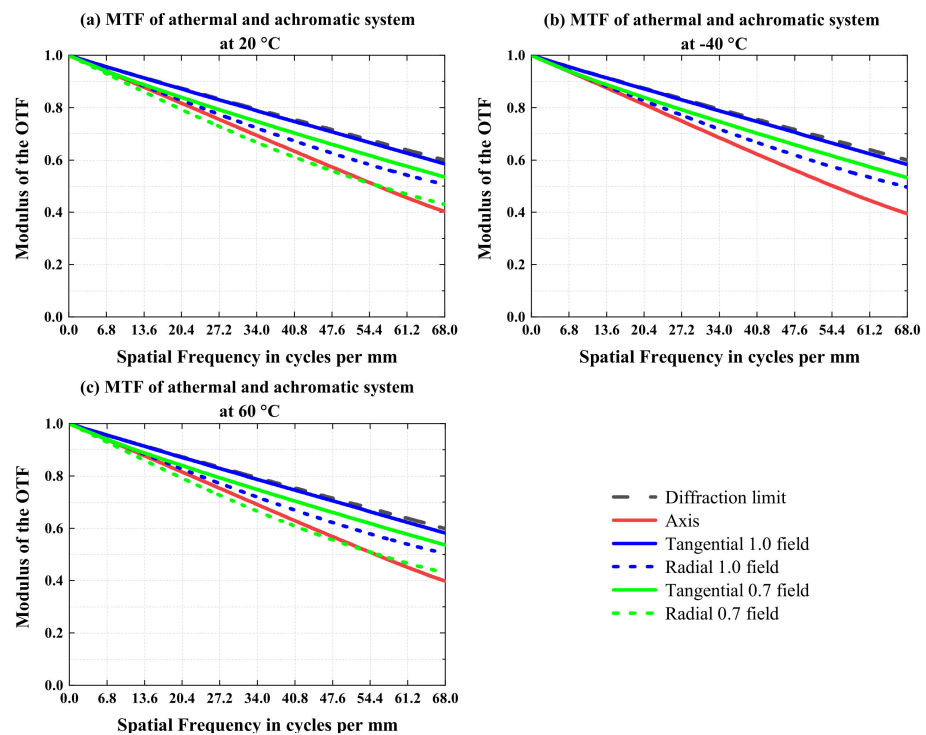 (a) MTF of athermal and achromatic system
at 20 °C
1.0
0.8
0.6
0.4
0.2
0.0
Modulus of the OTF
0.0 6.8 13.6 20.4 27.2 34.0 40.8 47.6 54.4 61.2 68.0
Spatial Frequency in cycles per mm
(b) MTF of athermal and achromatic system
at -40 °C
1.0
0.8
0.6
0.4
0.2
0.0
Modulus of the OTF
0.0 6.8 13.6 20.4 27.2 34.0 40.8 47.6 54.4 61.2 68.0
Spatial Frequency in cycles per mm
(c) MTF of athermal and achromatic system
at 60 °C
1.0
0.8
0.6
0.4
0.2
0.0
Modulus of the OTF
0.0 6.8 13.6 20.4 27.2 34.0 40.8 47.6 54.4 61.2 68.0
Spatial Frequency in cycles per mm
Diffraction limit
Axis
Tangential 1.0 field
Radial 1.0 field
Tangential 0.7 field
Radial 0.7 field